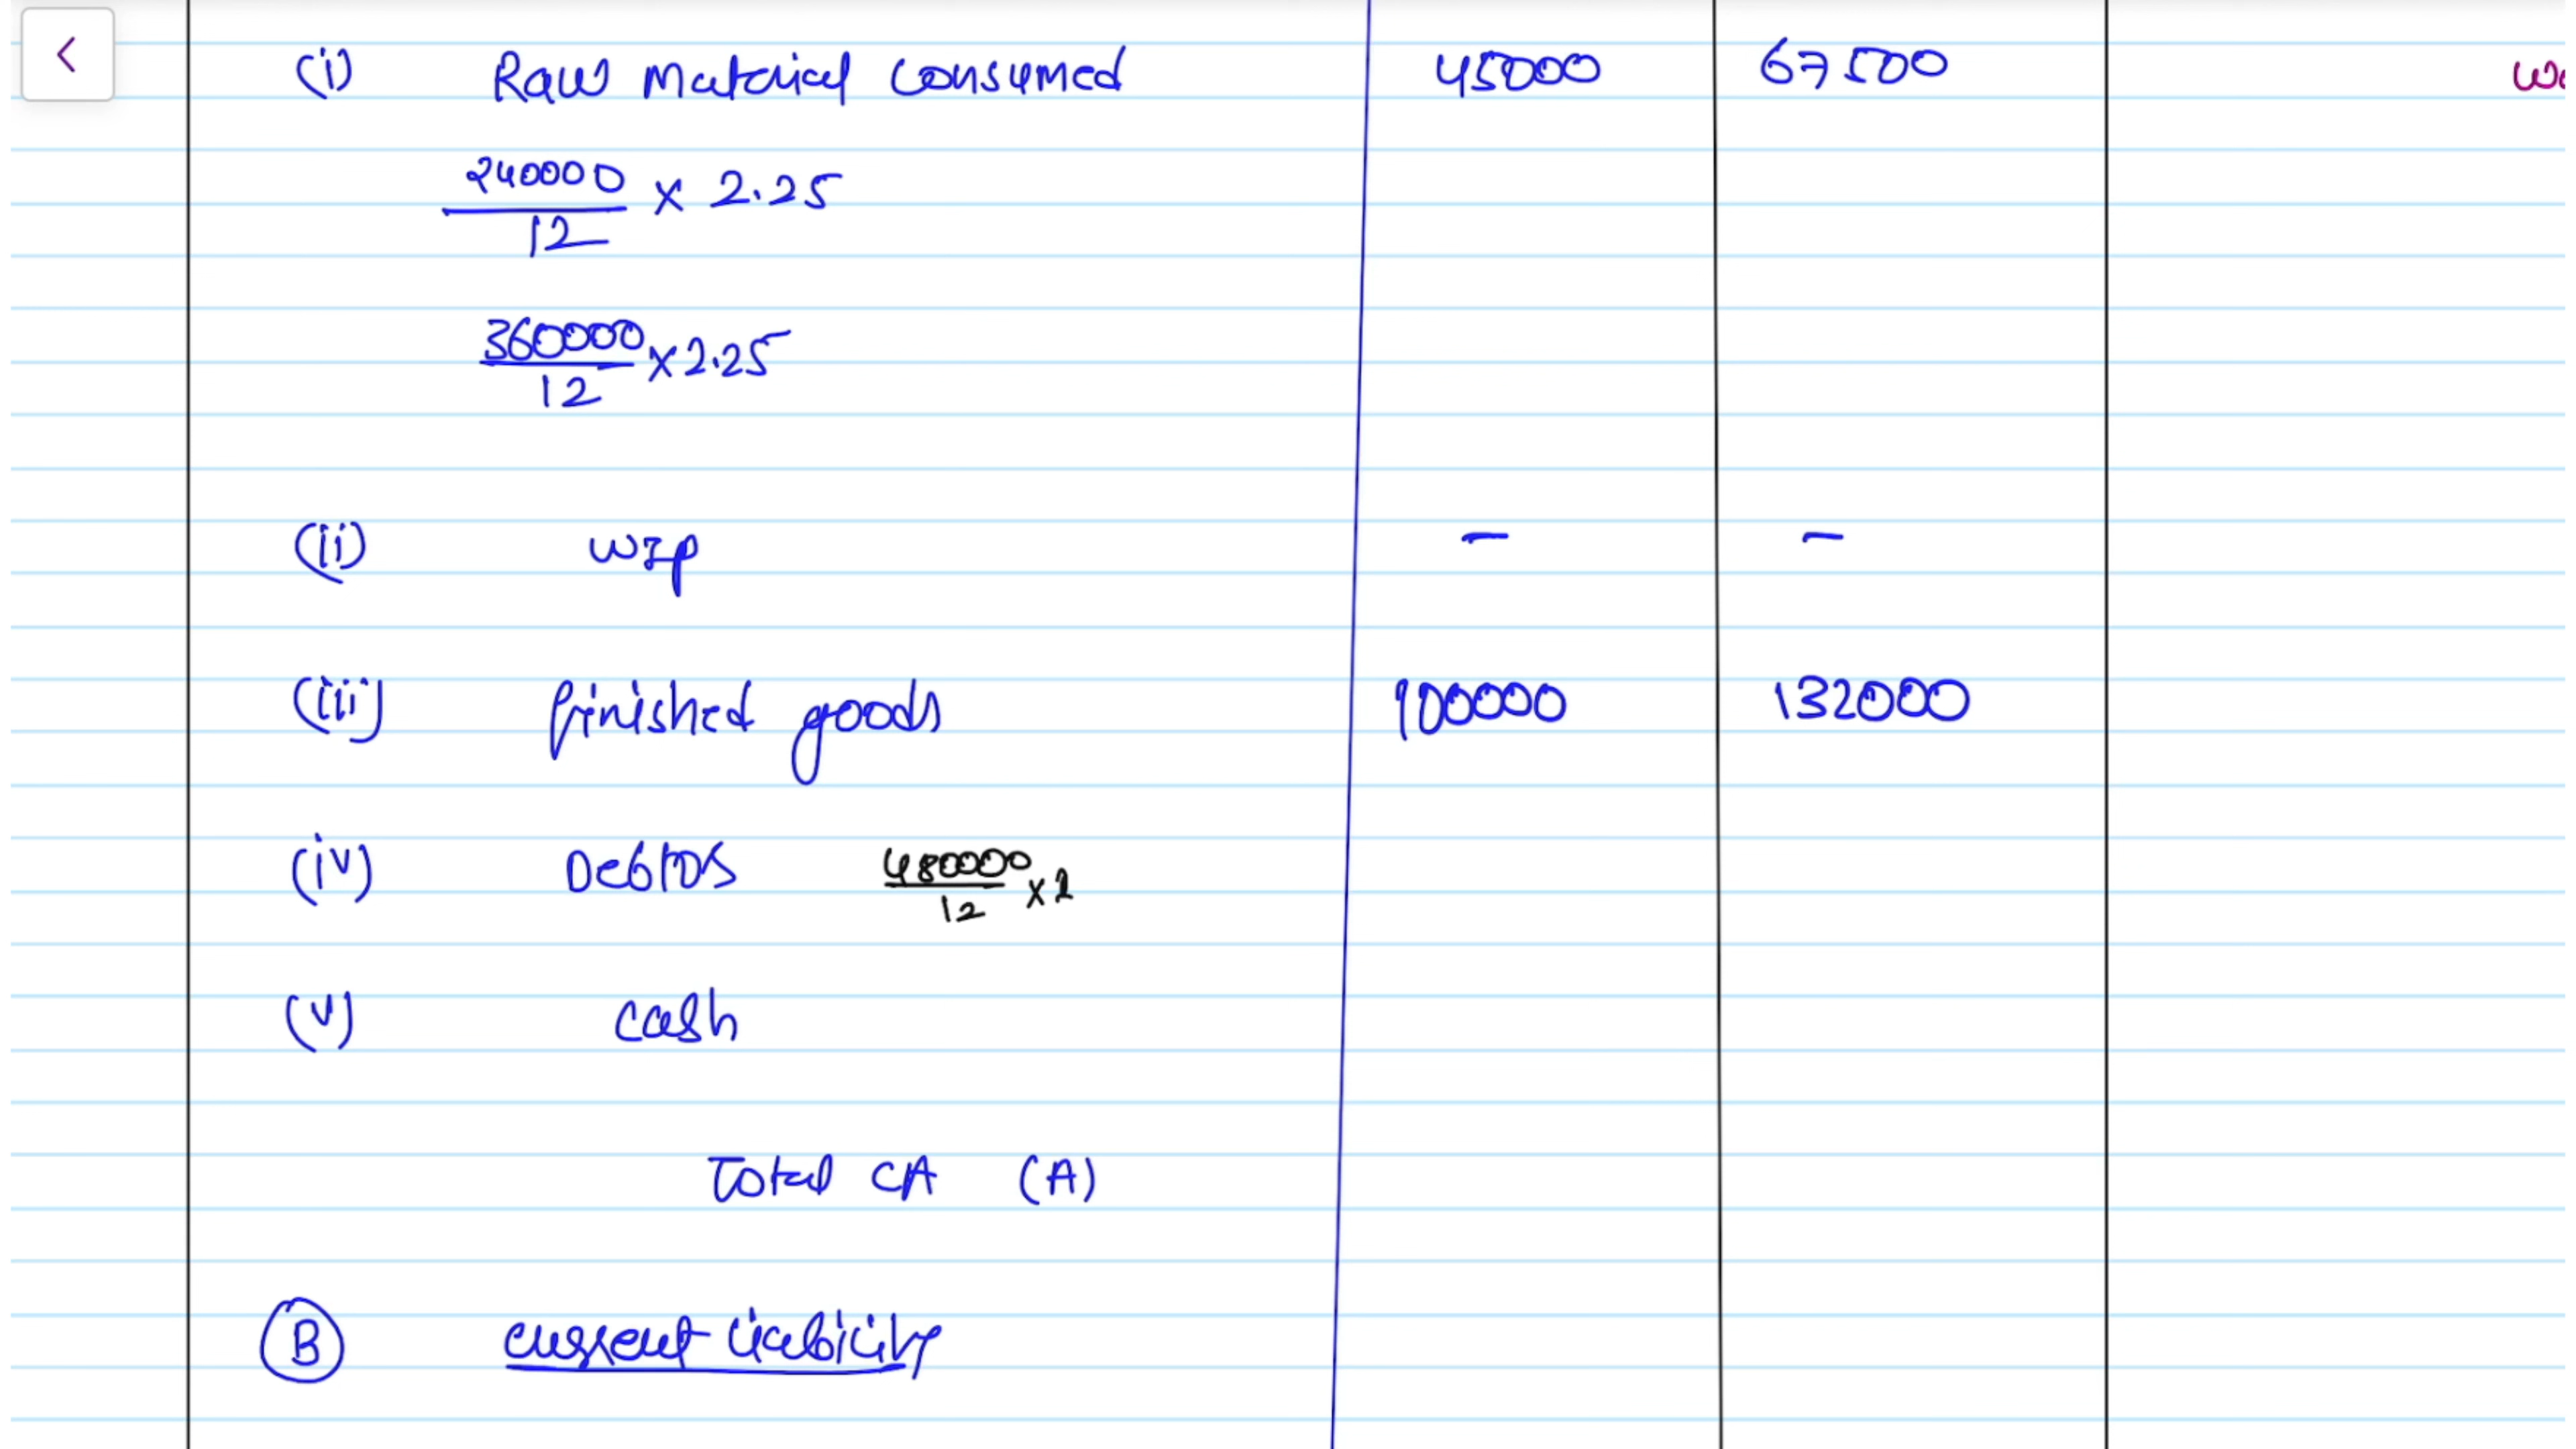 (i) Raw Material Consumed 45000 67500
240000/12 × 2.25
360000/12 × 2.25
(ii) WIP - -
(iii) finished goods 100000 132000
(iv) Debtors 480000/12 × 2
(v) cash
Total CA (A)
B current liability